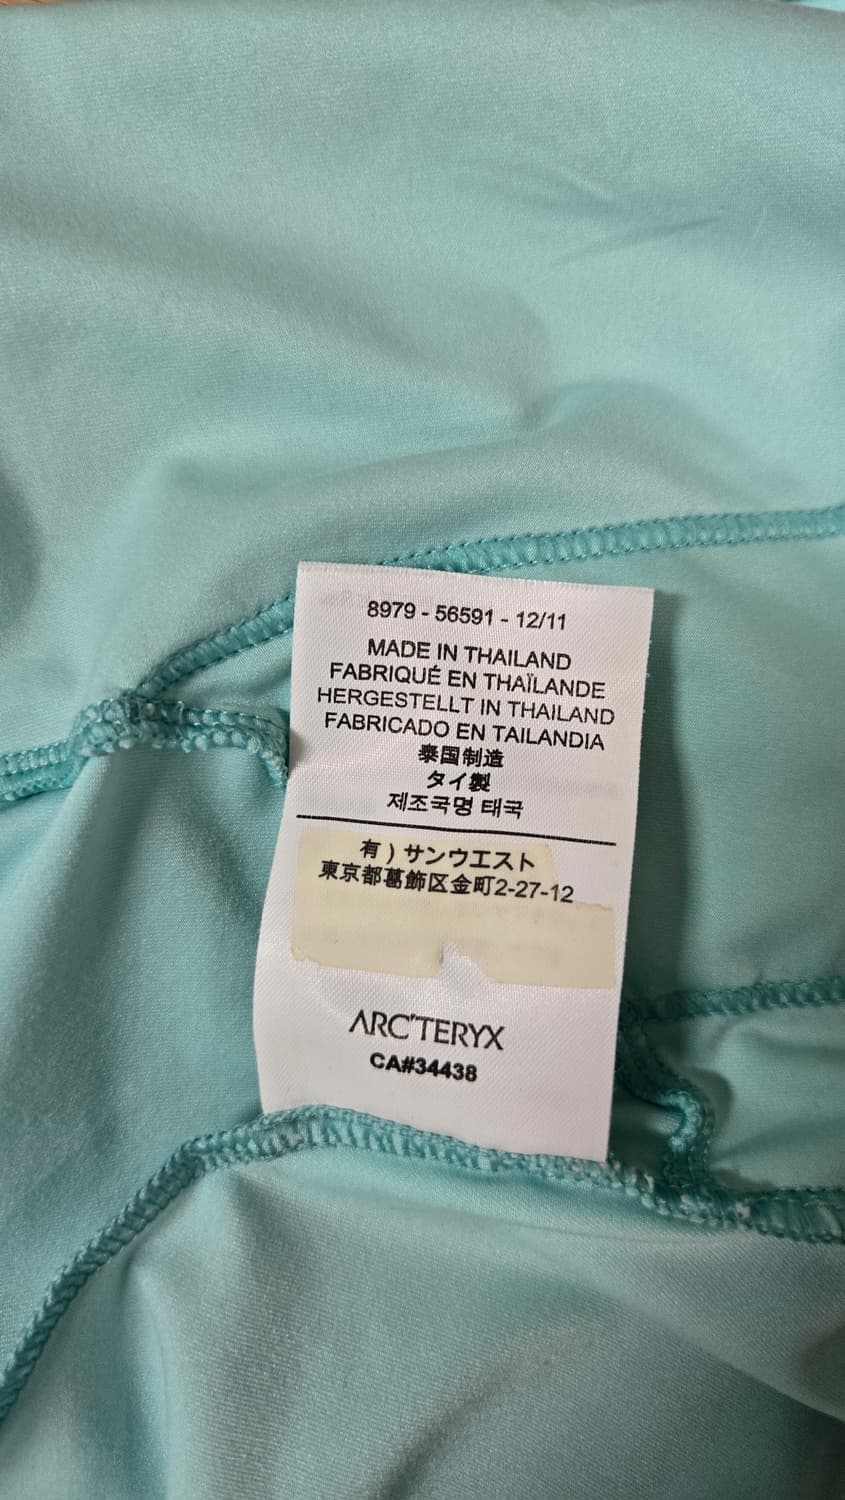 8979 - 56591 - 12/11
MADE IN THAILAND
FABRIQUÉ EN THAÏLANDE
HERGESTELLT IN THAILAND
FABRICADO EN TAILANDIA
泰国制造
タイ製
제조국명 태국
有）サンウエスト
東京都葛飾区金町2-27-12
ARC'TERYX
CA#34438